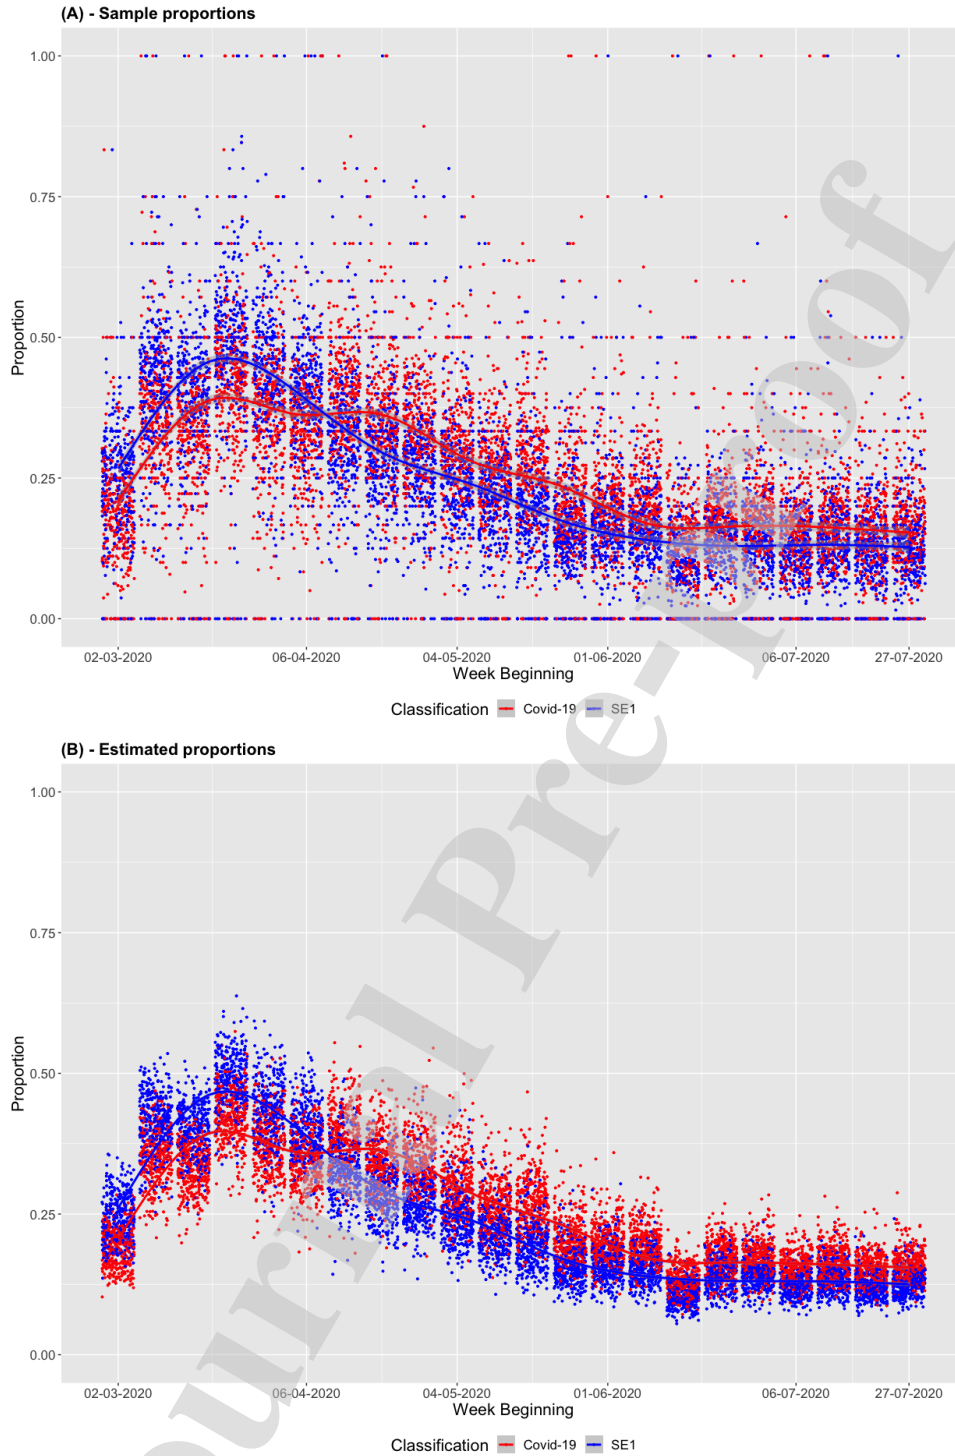 (A) - Sample proportions
1.00
0.75
0.50
0.25
0.00
Proportion
02-03-2020 06-04-2020 04-05-2020 01-06-2020 06-07-2020 27-07-2020
Week Beginning
Classification Covid-19 SE1
(B) - Estimated proportions
1.00
0.75
0.50
0.25
0.00
Proportion
02-03-2020 06-04-2020 04-05-2020 01-06-2020 06-07-2020 27-07-2020
Week Beginning
Classification Covid-19 SE1
ournal Pre-proof